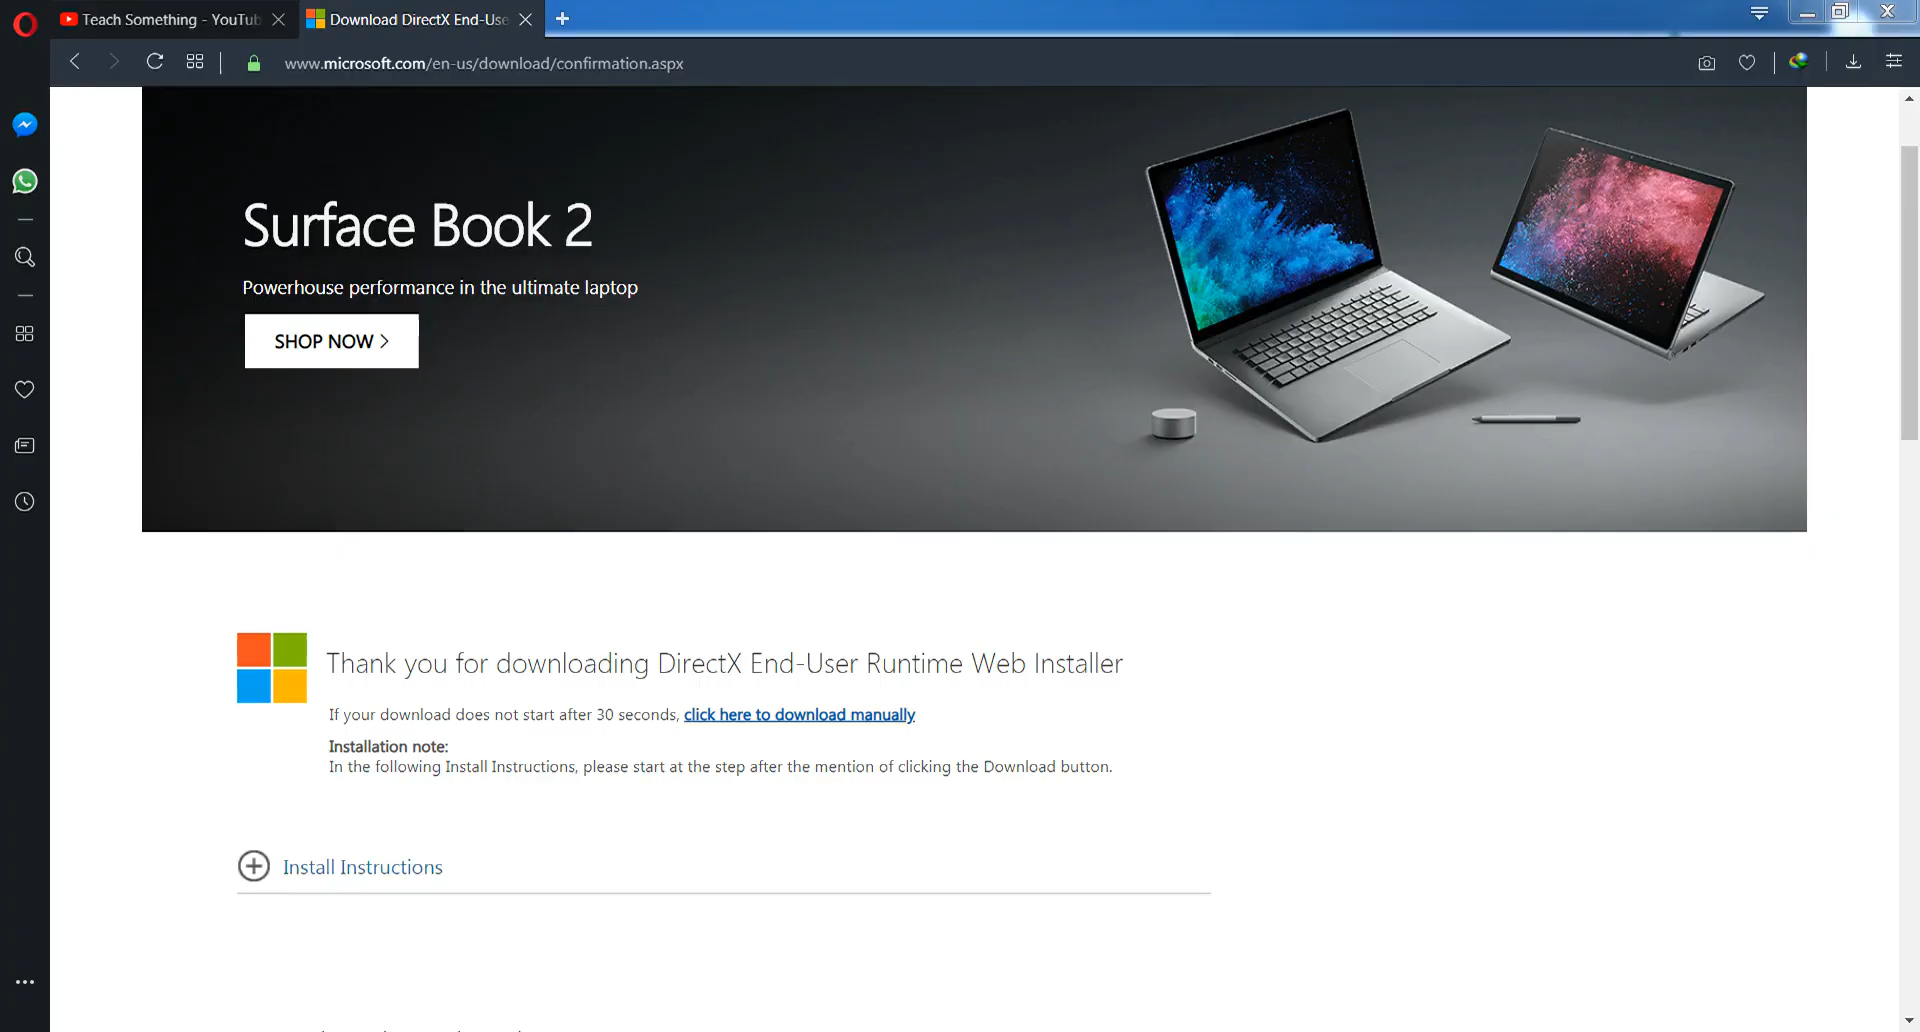 Teach Something - YouTub
Download DirectX End-Use
www.microsoft.com/en-us/download/confirmation.aspx
Surface Book 2
Powerhouse performance in the ultimate laptop
SHOP NOW >
Thank you for downloading DirectX End-User Runtime Web Installer
If your download does not start after 30 seconds, click here to download manually
Installation note:
In the following Install Instructions, please start at the step after the mention of clicking the Download button.
Install Instructions